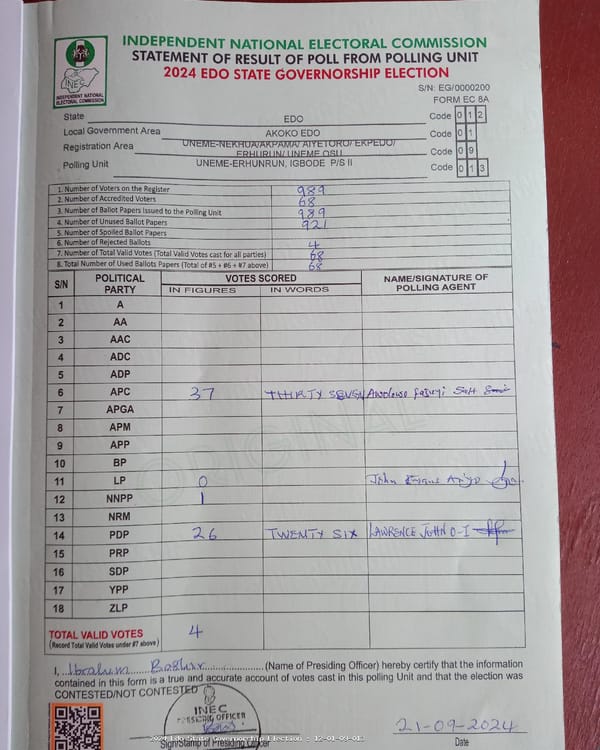 INDEPENDENT NATIONAL ELECTORAL COMMISSION
STATEMENT OF RESULT OF POLL FROM POLLING UNIT
2024 EDO STATE GOVERNORSHIP ELECTION
INEC
INDEPENDENT NATIONAL ELECTORAL COMMISSION
S/N: EG/0000200
FORM EC 8A
State EDO Code 0 1 2
Local Government Area AKOKO EDO Code 0 1
Registration Area UNEME-NEKHUA/AKPAMA/ AIYETORO/ EKPEDO/ ERHURUN/ UNEME OSU Code 0 9
Polling Unit UNEME-ERHUNRUN, IGBODE P/S II Code 0 1 3
1. Number of Voters on the Register 989
2. Number of Accredited Voters 68
3. Number of Ballot Papers Issued to the Polling Unit 989
4. Number of Unused Ballot Papers 921
5. Number of Spoiled Ballot Papers
6. Number of Rejected Ballots 4
7. Number of Total Valid Votes (Total Valid Votes cast for all parties) 68
8. Total Number of Used Ballots Papers (Total of #5 + #6 + #7 above) 68
S/N POLITICAL PARTY VOTES SCORED NAME/SIGNATURE OF POLLING AGENT
IN FIGURES IN WORDS
1 A
2 AA
3 AAC
4 ADC
5 ADP
6 APC 37 THIRTY SEVEN
7 APGA
8 APM
9 APP
10 BP
11 LP 0 John
12 NNPP 1
13 NRM
14 PDP 26 TWENTY SIX LAWRENCE JOHN O-I
15 PRP
16 SDP
17 YPP
18 ZLP
ORIGINAL
TOTAL VALID VOTES 4
(Record Total Valid Votes under #7 above)
I, Ibrahim Bashir (Name of Presiding Officer) hereby certify that the information
contained in this form is a true and accurate account of votes cast in this polling Unit and that the election was
CONTESTED/NOT CONTESTED
INEC
PRESIDING OFFICER
21-09-2024
2024 Edo State Governorship Election - 12-01-09-013
Sign/Stamp of Presiding Officer Date